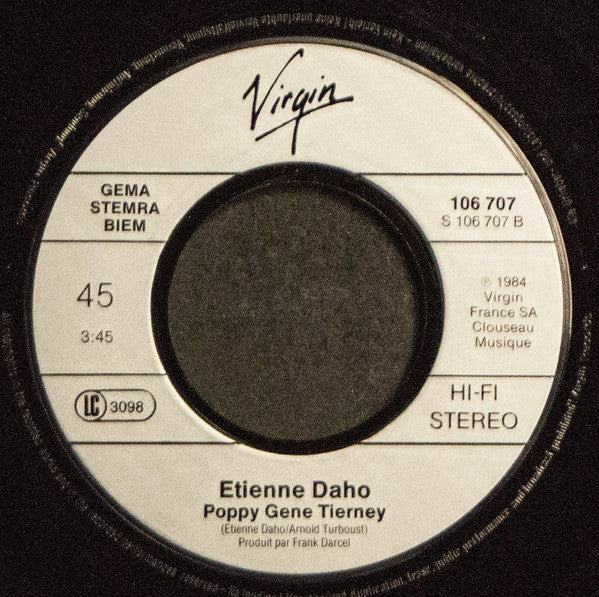 Virgin
GEMA
STEMRA
BIEM
106 707
S 106 707 B
45
3:45
℗ 1984
Virgin
France SA
Clouseau
Musique
LC 3098
HI-FI
STEREO
Etienne Daho
Poppy Gene Tierney
(Etienne Daho/Arnold Turboust)
Produit par Frank Darcel